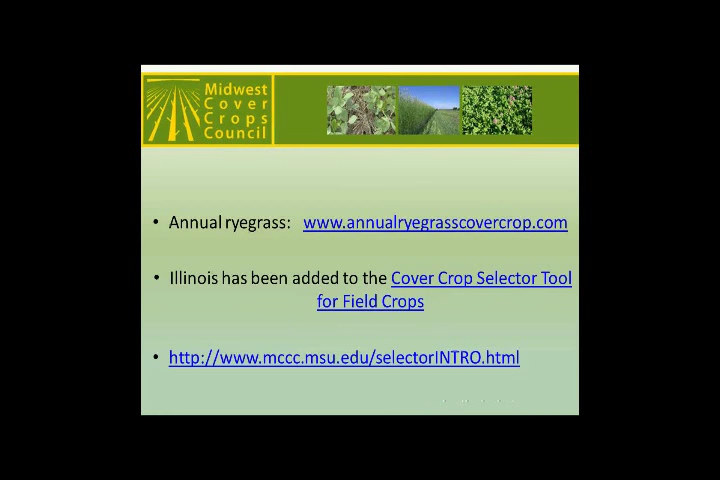 Midwest
Cover
Crops
Council
• Annual ryegrass: www.annualryegrasscovercrop.com
• Illinois has been added to the Cover Crop Selector Tool
for Field Crops
• http://www.mccc.msu.edu/selectorINTRO.html